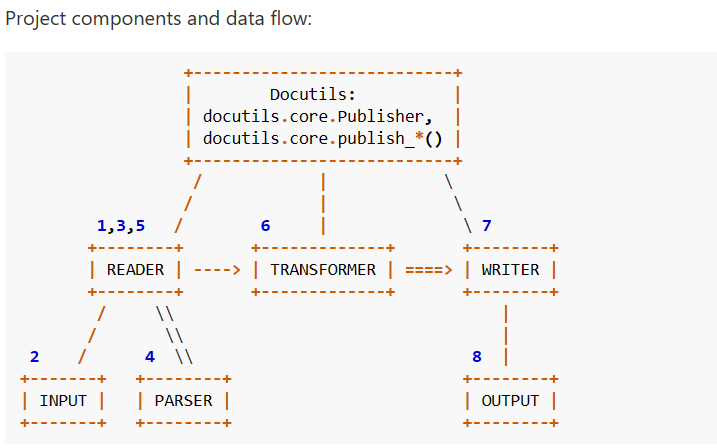 Project components and data flow:
+---------------------------+
|        Docutils:          |
| docutils.core.Publisher,  |
| docutils.core.publish_*() |
+---------------------------+
/ | \
/ | \
1,3,5 / 6 | \ 7
+--------+ +-------------+ +--------+
| READER | ----> | TRANSFORMER | ====> | WRITER |
+--------+ +-------------+ +--------+
/ \\ |
/ \\ |
2 / 4 \\ 8 |
+-------+ +--------+ +--------+
| INPUT | | PARSER | | OUTPUT |
+-------+ +--------+ +--------+